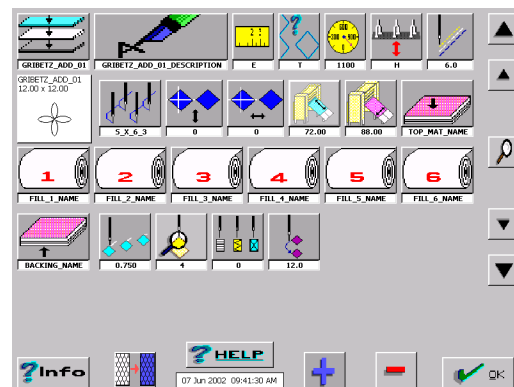 GRIBETZ_ADD_01
GRIBETZ_ADD_01_DESCRIPTION
E
T
1100
H
6.0
GRIBETZ_ADD_01
12.00 x 12.00
5_X_6_3
0
0
72.00
88.00
TOP_MAT_NAME
1
2
3
4
5
6
FILL_1_NAME
FILL_2_NAME
FILL_3_NAME
FILL_4_NAME
FILL_5_NAME
FILL_6_NAME
BACKING_NAME
0.750
4
0
12.0
?Info
?HELP
07 Jun 2002 09:41:30 AM
OK